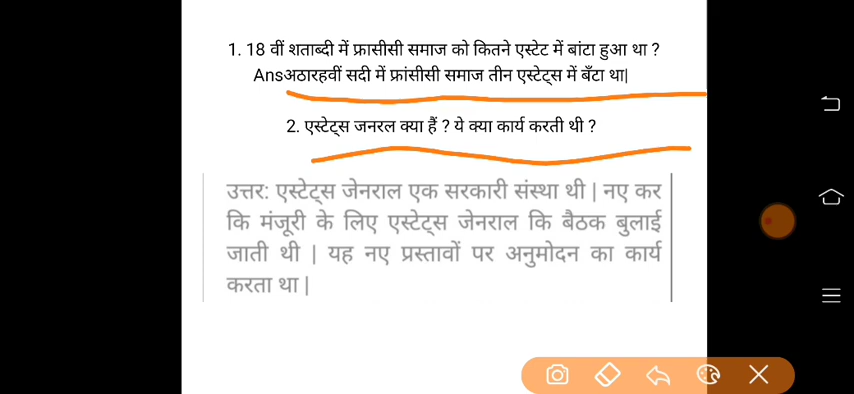 1. 18 वीं शताब्दी में फ्रासीसी समाज को कितने एस्टेट में बांटा हुआ था ?
Ansअठारहवीं सदी में फ्रांसीसी समाज तीन एस्टेट्स में बँटा था|
2. एस्टेट्स जनरल क्या हैं ? ये क्या कार्य करती थी ?
उत्तर: एस्टेट्स जेनराल एक सरकारी संस्था थी | नए कर
कि मंजूरी के लिए एस्टेट्स जेनराल कि बैठक बुलाई
जाती थी | यह नए प्रस्तावों पर अनुमोदन का कार्य
करता था |